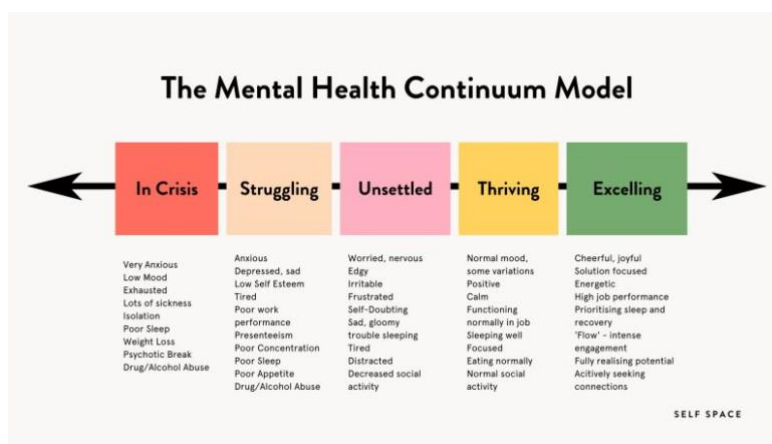 The Mental Health Continuum Model
In Crisis
Struggling
Unsettled
Thriving
Excelling
Very Anxious
Low Mood
Exhausted
Lots of sickness
Isolation
Poor Sleep
Weight Loss
Psychotic Break
Drug/Alcohol Abuse
Anxious
Depressed, sad
Low Self Esteem
Tired
Poor work
performance
Presenteeism
Poor Concentration
Poor Sleep
Poor Appetite
Drug/Alcohol Abuse
Worried, nervous
Edgy
Irritable
Frustrated
Self-Doubting
Sad, gloomy
trouble sleeping
Tired
Distracted
Decreased social
activity
Normal mood,
some variations
Positive
Calm
Functioning
normally in job
Sleeping well
Focused
Eating normally
Normal social
activity
Cheerful, joyful
Solution focused
Energetic
High job performance
Prioritising sleep and
recovery
'Flow' - intense
engagement
Fully realising potential
Acitively seeking
connections
SELF SPACE